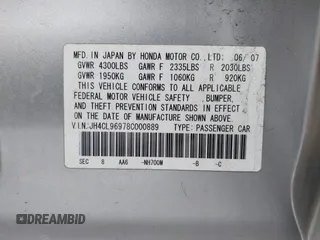 MFD. IN JAPAN BY HONDA MOTOR CO., LTD. 06/07
GVWR 4300LBS GAWR F 2335LBS R 2030LBS
GVWR 1950KG GAWR F 1060KG R 920KG
THIS VEHICLE CONFORMS TO ALL APPLICABLE
FEDERAL MOTOR VEHICLE SAFETY, BUMPER,
AND THEFT PREVENTION STANDARDS IN EFFECT
ON THE DATE OF MANUFACTURE SHOWN ABOVE.
V.I.N: JH4CL96978C000889 TYPE: PASSENGER CAR
SEC 8 AA6 -NH700M -B -C
DREAMBID